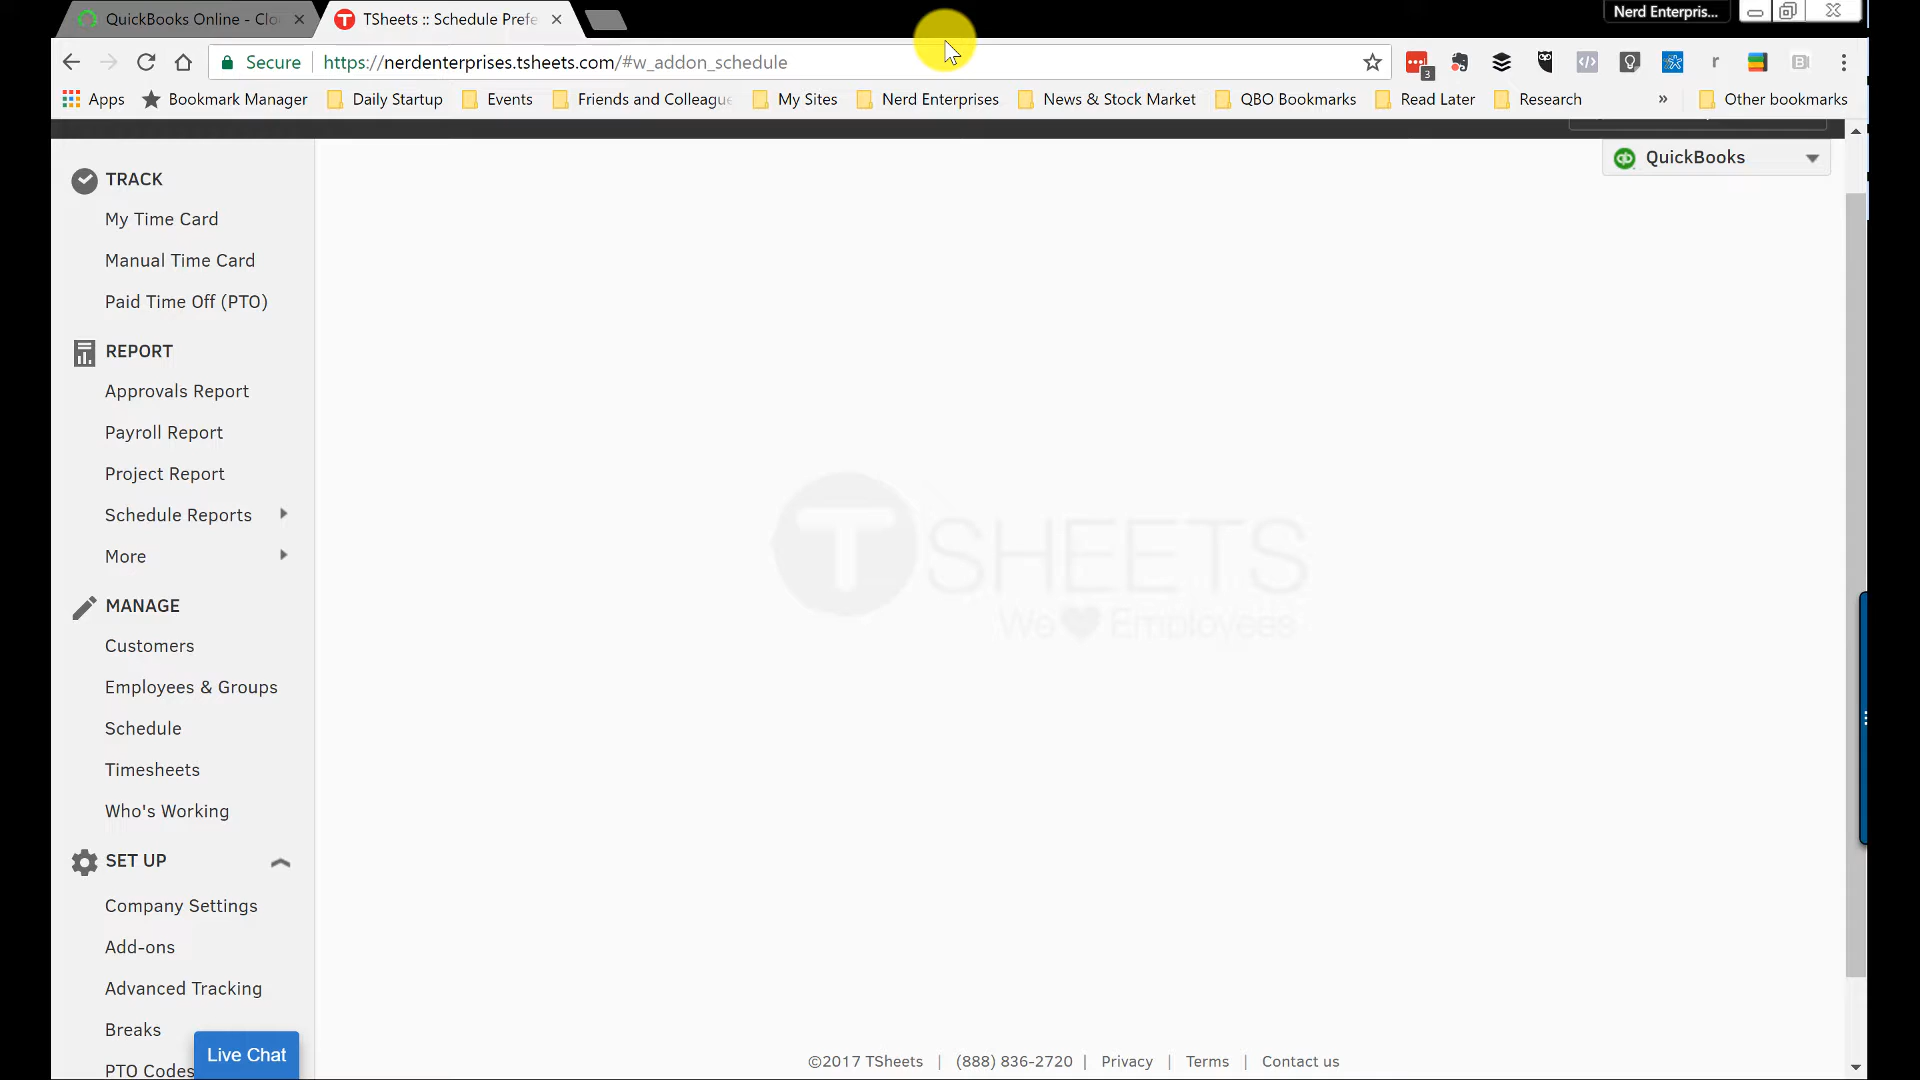 QuickBooks Online - Clo
TSheets :: Schedule Prefe
Nerd Enterpris...
Secure
https://nerdenterprises.tsheets.com/#w_addon_schedule
3
Apps
Bookmark Manager
Daily Startup
Events
Friends and Colleagu
My Sites
Nerd Enterprises
News & Stock Market
QBO Bookmarks
Read Later
Research
»
Other bookmarks
QuickBooks
TRACK
My Time Card
Manual Time Card
Paid Time Off (PTO)
REPORT
Approvals Report
Payroll Report
Project Report
Schedule Reports
More
MANAGE
Customers
Employees & Groups
Schedule
Timesheets
Who's Working
SET UP
Company Settings
Add-ons
Advanced Tracking
Breaks
PTO Codes
Live Chat
TSHEETS
We Employees
©2017 TSheets | (888) 836-2720 | Privacy | Terms | Contact us